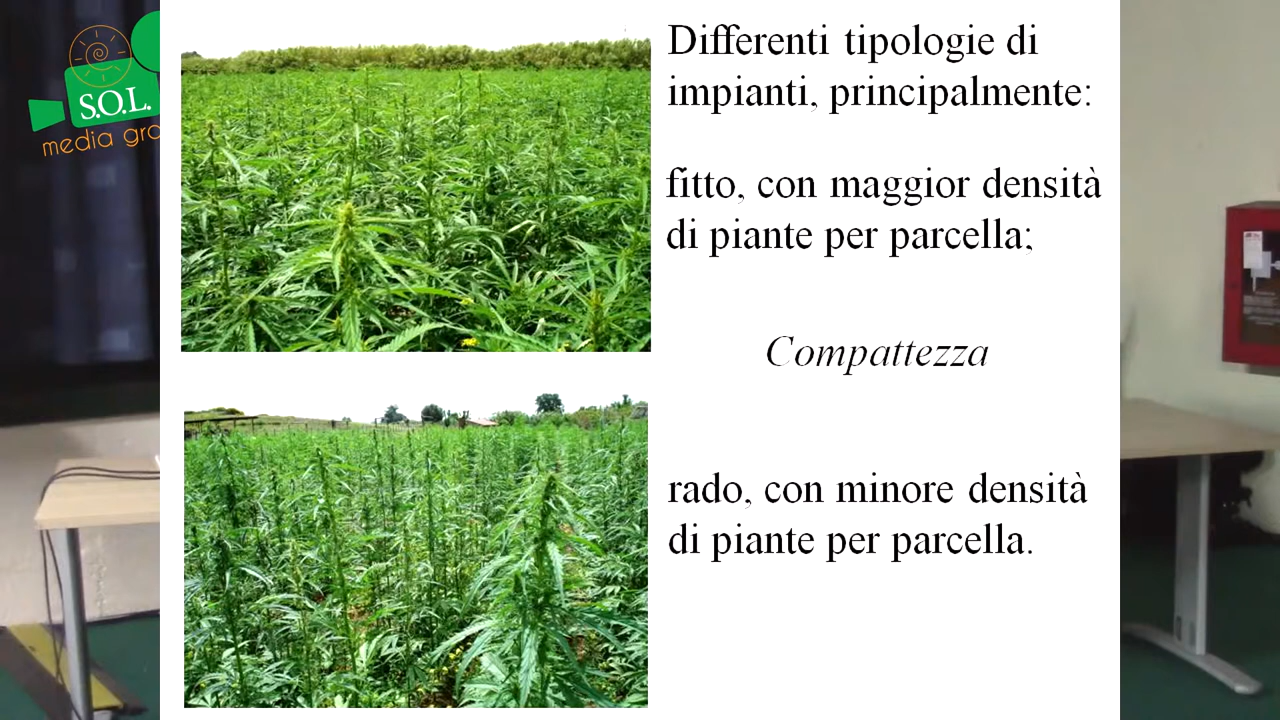 S.O.L.
media gro
Differenti tipologie di
impianti, principalmente:
fitto, con maggior densità
di piante per parcella;
Compattezza
rado, con minore densità
di piante per parcella.